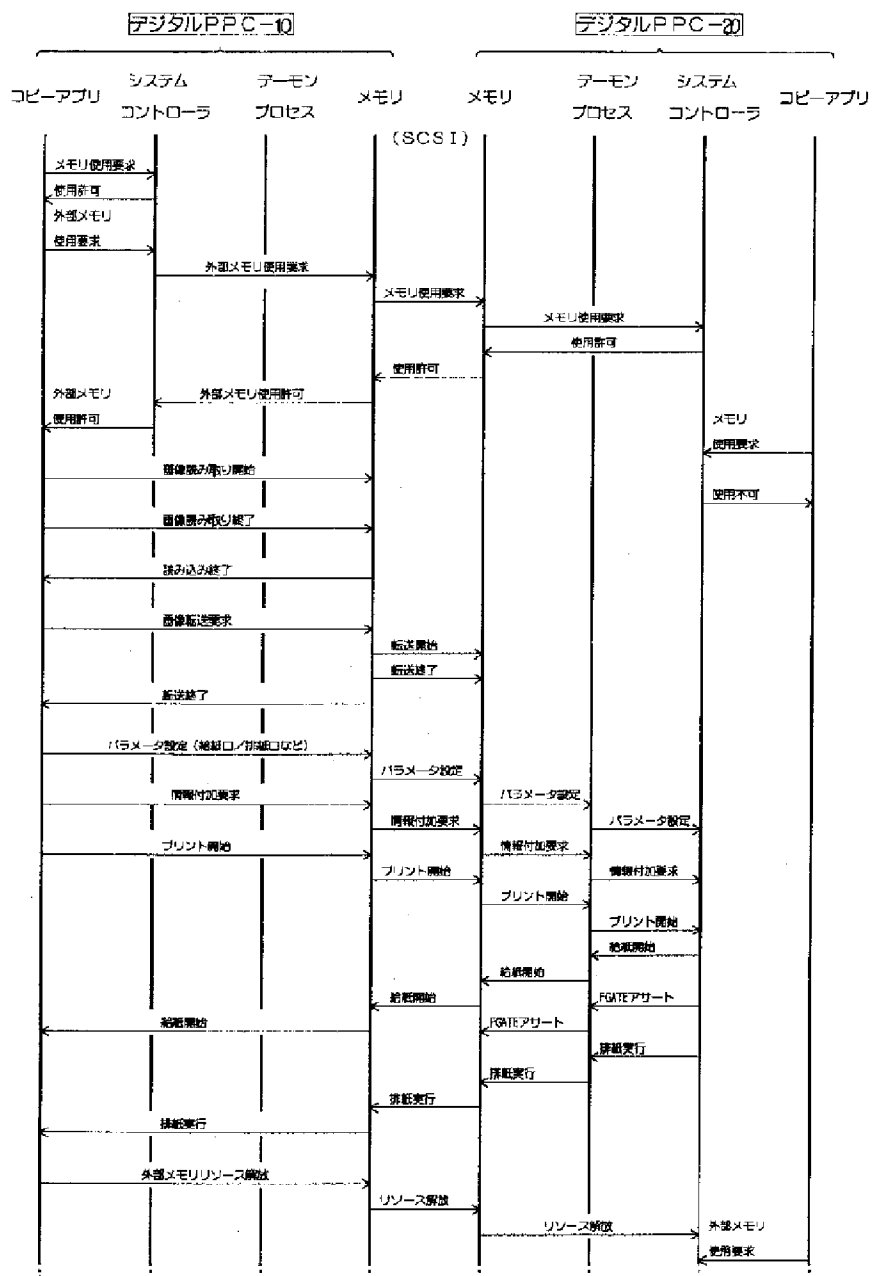 デジタルPPC-10 デジタルPPC-20
コピーアプリ システムコントローラ デーモンプロセス メモリ メモリ デーモンプロセス システムコントローラ コピーアプリ
(SCSI)
メモリ使用要求
使用許可
外部メモリ
使用要求
外部メモリ使用要求
メモリ使用要求
メモリ使用要求
使用許可
使用許可
外部メモリ 外部メモリ使用許可
使用許可 メモリ
使用要求
画像読み取り開始
使用不可
画像読み取り終了
読み込み終了
画像転送要求
転送開始
転送終了
転送終了
パラメータ設定(給紙口/排紙口など)
パラメータ設定
情報付加要求 パラメータ設定
情報付加要求 パラメータ設定
プリント開始 情報付加要求
プリント開始 情報付加要求
プリント開始
プリント開始
給紙開始
給紙開始
給紙開始 FGATEアサート
給紙開始 FGATEアサート
排紙実行
排紙実行
排紙実行
排紙実行
外部メモリリソース解放
リソース解放
リソース解放 外部メモリ
使用要求